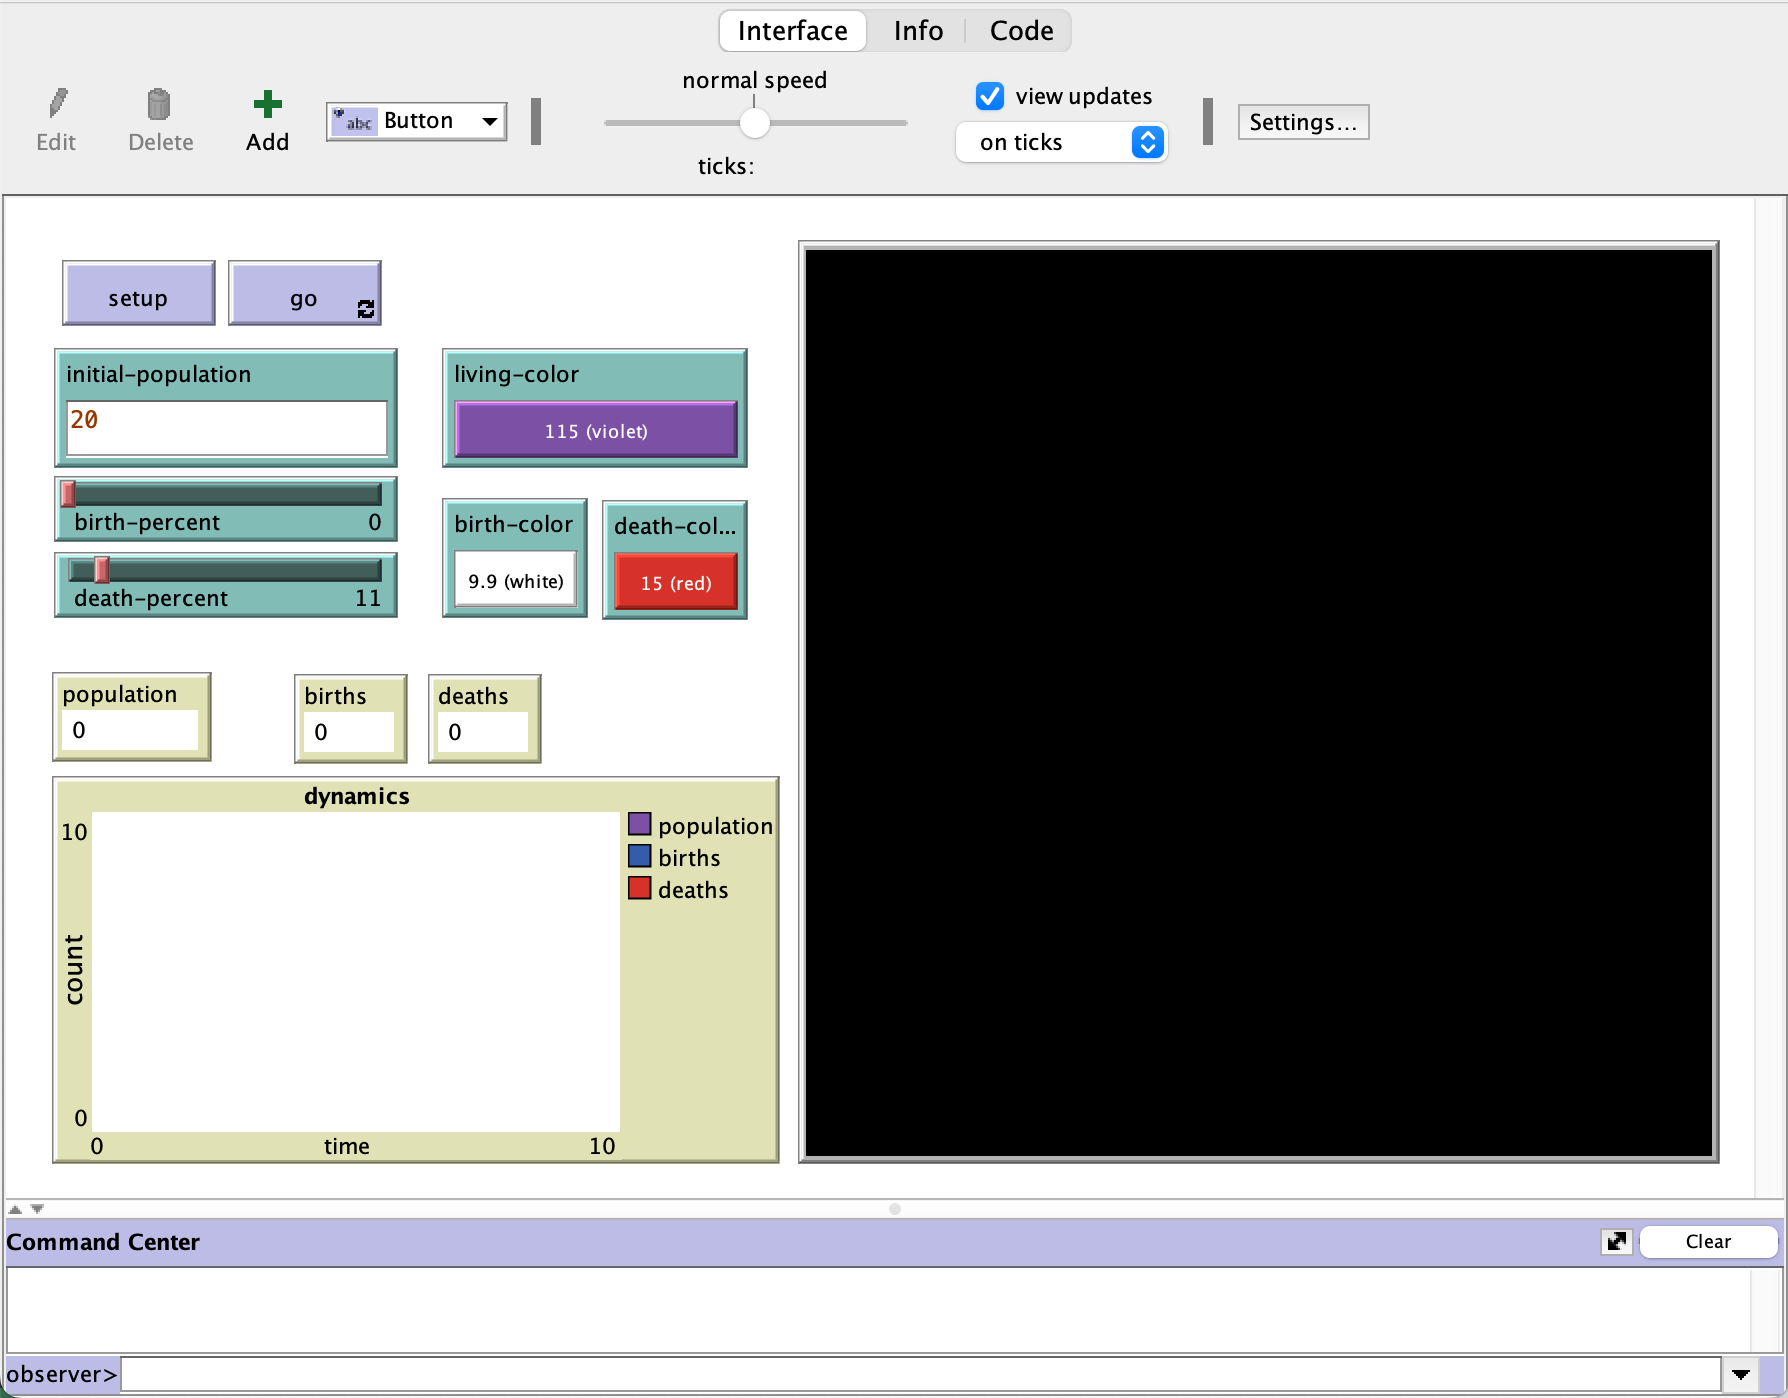 Interface Info Code
normal speed
Edit Delete Add
abc Button
view updates
on ticks
Settings...
ticks:
setup go
initial-population
20
living-color
115 (violet)
birth-percent 0
death-percent 11
birth-color
9.9 (white)
death-col...
15 (red)
population
0
births
0
deaths
0
dynamics
10
count
0
0 time 10
population
births
deaths
Command Center
Clear
observer>